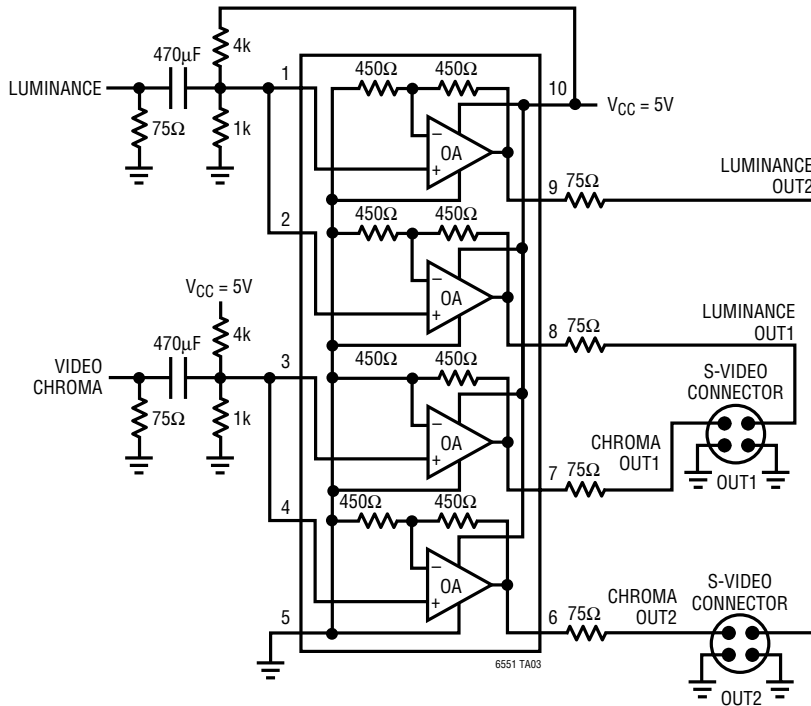 4k
470µF
LUMINANCE
75Ω
1k
1
450Ω
450Ω
10
VCC = 5V
–
OA
+
9
75Ω
LUMINANCE
OUT2
2
450Ω
450Ω
–
OA
+
8
75Ω
LUMINANCE
OUT1
VCC = 5V
4k
470µF
VIDEO
CHROMA
75Ω
1k
3
450Ω
450Ω
–
OA
+
7
75Ω
CHROMA
OUT1
S-VIDEO
CONNECTOR
OUT1
4
450Ω
450Ω
–
OA
+
5
6
75Ω
CHROMA
OUT2
S-VIDEO
CONNECTOR
OUT2
6551 TA03